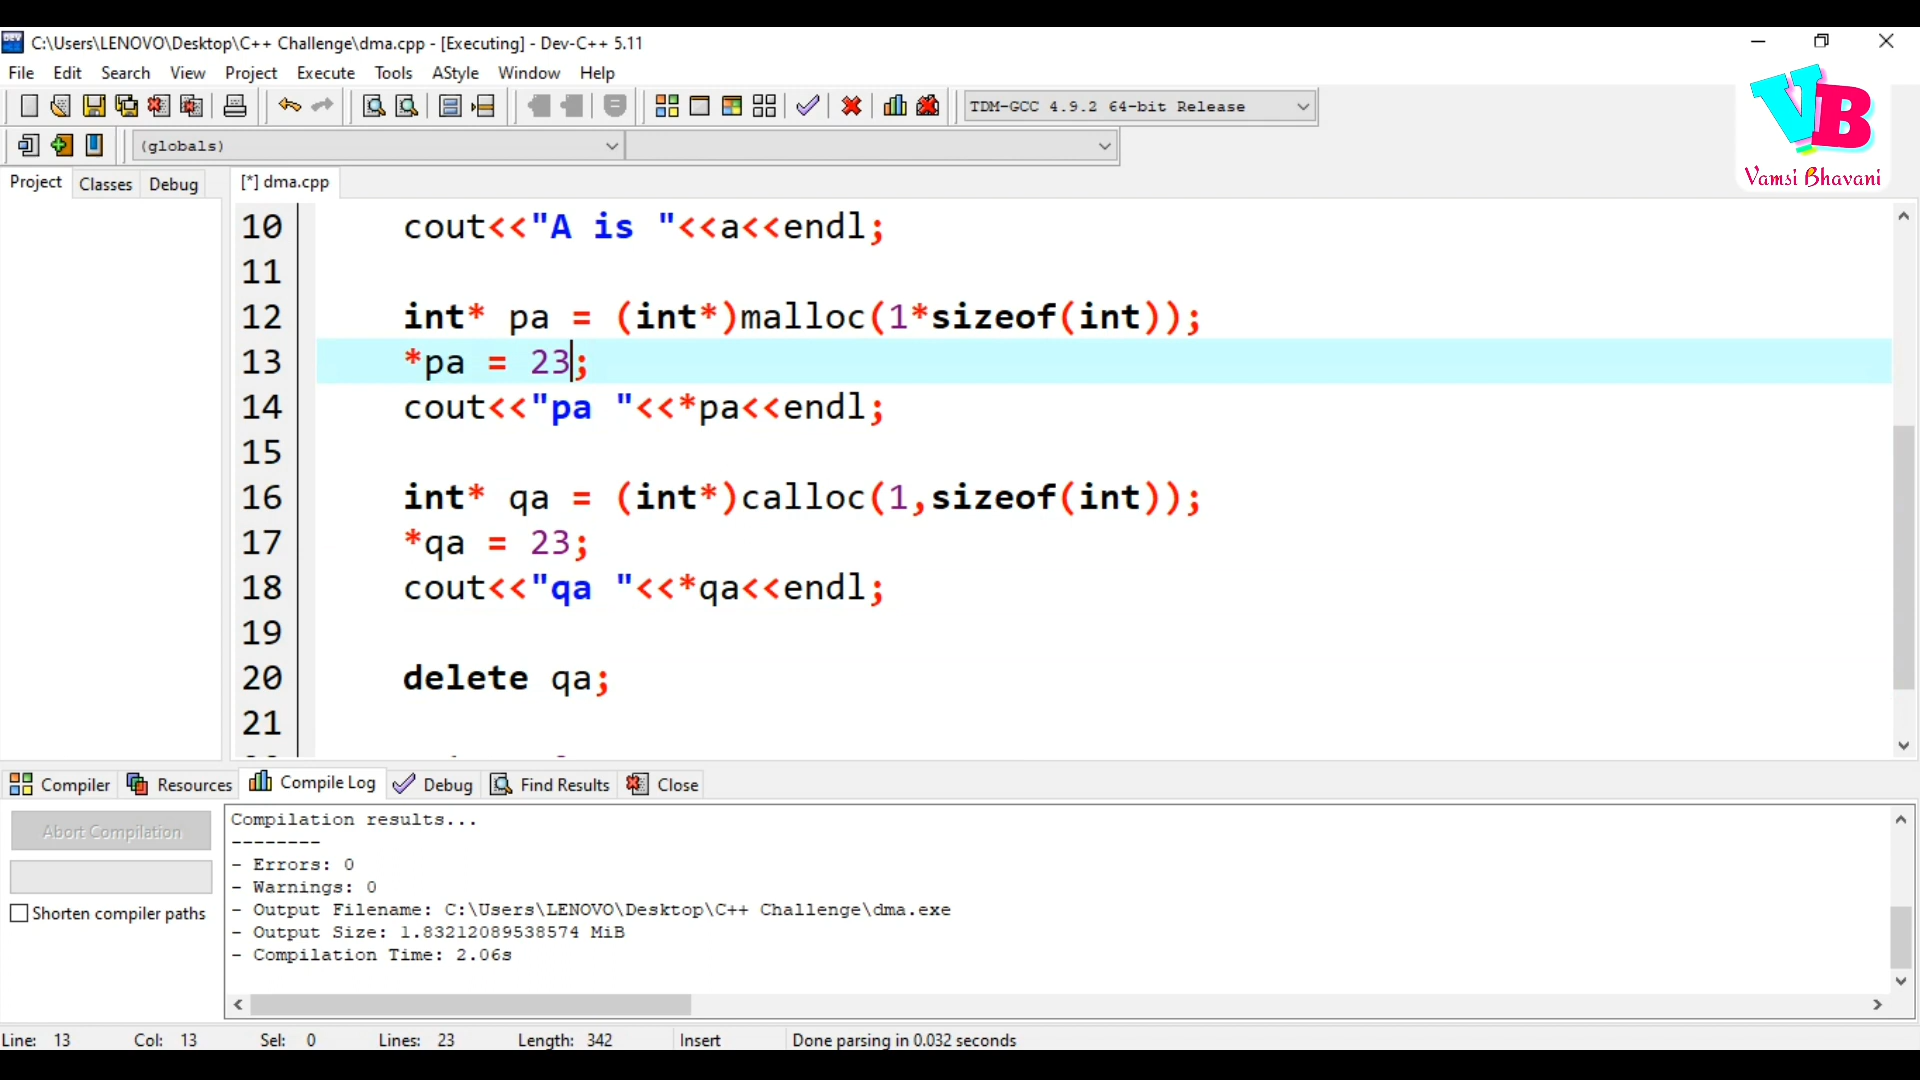 C:\Users\LENOVO\Desktop\C++ Challenge\dma.cpp - [Executing] - Dev-C++ 5.11
File Edit Search View Project Execute Tools AStyle Window Help
TDM-GCC 4.9.2 64-bit Release
(globals)
VB
Vamsi Bhavani
Project Classes Debug
[*] dma.cpp
10 cout<<"A is "<<a<<endl;
11
12 int* pa = (int*)malloc(1*sizeof(int));
13 *pa = 23;
14 cout<<"pa "<<*pa<<endl;
15
16 int* qa = (int*)calloc(1,sizeof(int));
17 *qa = 23;
18 cout<<"qa "<<*qa<<endl;
19
20 delete qa;
21
Compiler Resources Compile Log Debug Find Results Close
Abort Compilation
Shorten compiler paths
Compilation results...
--------
- Errors: 0
- Warnings: 0
- Output Filename: C:\Users\LENOVO\Desktop\C++ Challenge\dma.exe
- Output Size: 1.83212089538574 MiB
- Compilation Time: 2.06s
Line: 13 Col: 13 Sel: 0 Lines: 23 Length: 342 Insert Done parsing in 0.032 seconds